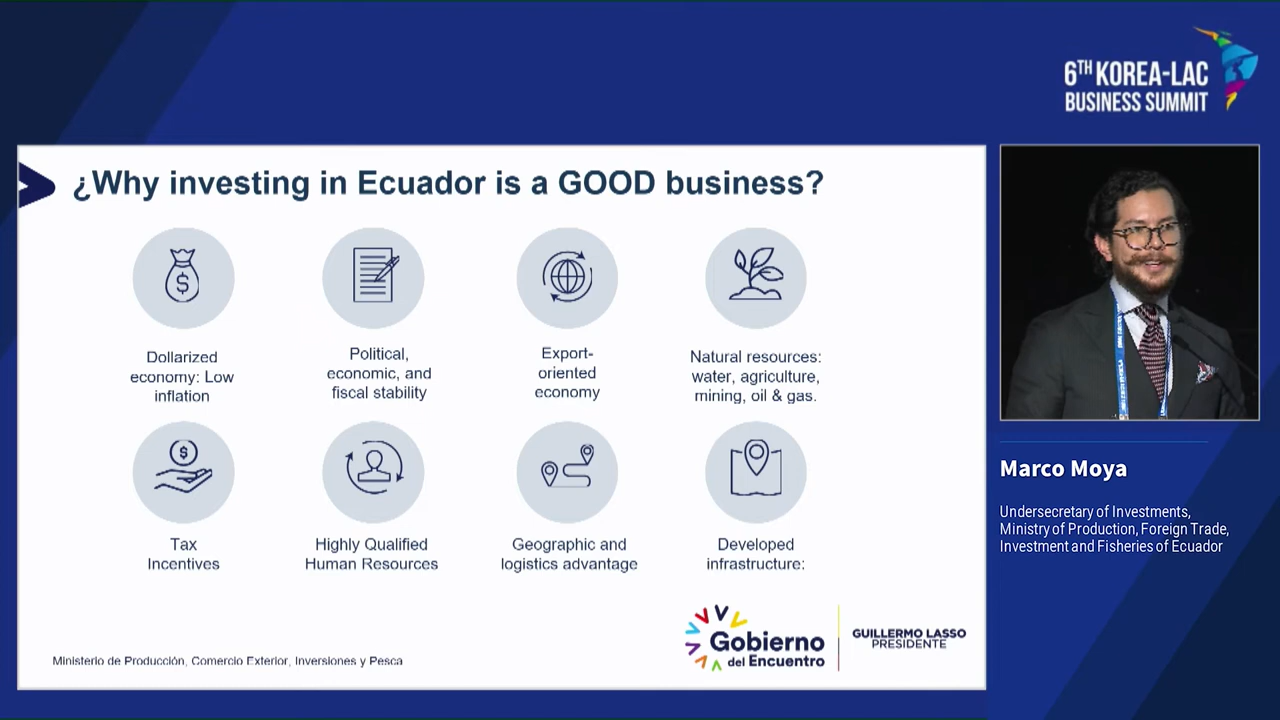 6TH KOREA-LAC
BUSINESS SUMMIT
¿Why investing in Ecuador is a GOOD business?
$
Dollarized
economy: Low
inflation
Political,
economic, and
fiscal stability
Export-
oriented
economy
Natural resources:
water, agriculture,
mining, oil & gas.
$
Tax
Incentives
Highly Qualified
Human Resources
Geographic and
logistics advantage
Developed
infrastructure:
Ministerio de Producción, Comercio Exterior, Inversiones y Pesca
Gobierno
del Encuentro
GUILLERMO LASSO
PRESIDENTE
Marco Moya
Undersecretary of Investments,
Ministry of Production, Foreign Trade,
Investment and Fisheries of Ecuador